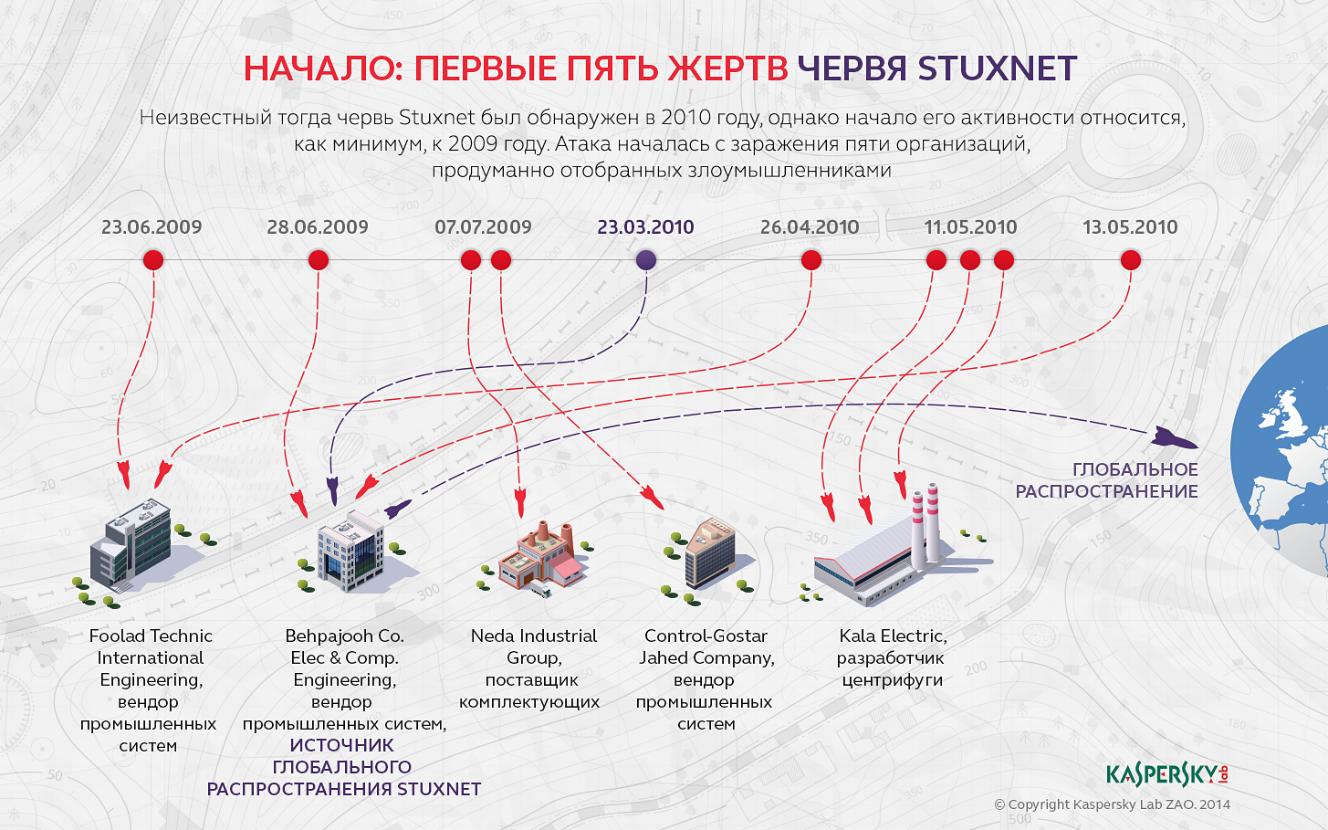 НАЧАЛО: ПЕРВЫЕ ПЯТЬ ЖЕРТВ ЧЕРВЯ STUXNET
Неизвестный тогда червь Stuxnet был обнаружен в 2010 году, однако начало его активности относится,
как минимум, к 2009 году. Атака началась с заражения пяти организаций,
продуманно отобранных злоумышленниками
23.06.2009 28.06.2009 07.07.2009 23.03.2010 26.04.2010 11.05.2010 13.05.2010
ГЛОБАЛЬНОЕ
РАСПРОСТРАНЕНИЕ
Foolad Technic
International
Engineering,
вендор
промышленных
систем
Behpajooh Co.
Elec & Comp.
Engineering,
вендор
промышленных систем,
ИСТОЧНИК
ГЛОБАЛЬНОГО
РАСПРОСТРАНЕНИЯ STUXNET
Neda Industrial
Group,
поставщик
комплектующих
Control-Gostar
Jahed Company,
вендор
промышленных
систем
Kala Electric,
разработчик
центрифуги
KASPERSKY lab
© Copyright Kaspersky Lab ZAO. 2014